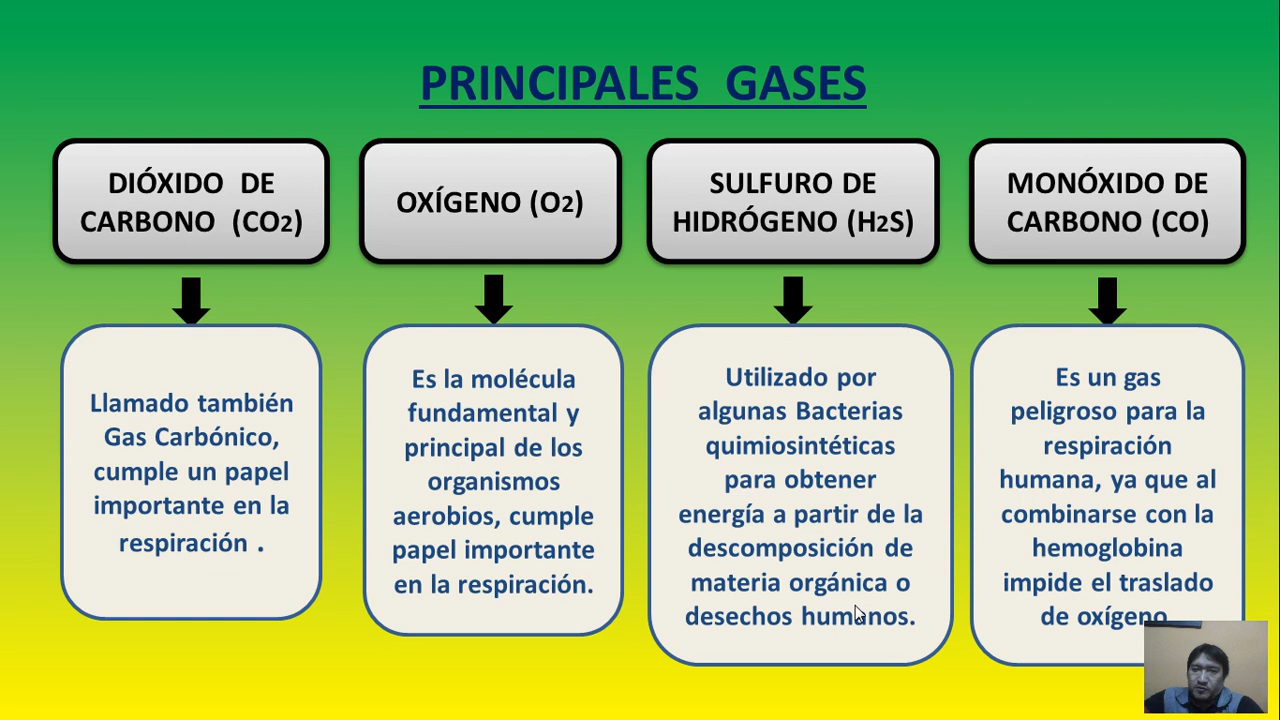 PRINCIPALES GASES
DIÓXIDO DE
CARBONO (CO2)
OXÍGENO (O2)
SULFURO DE
HIDRÓGENO (H2S)
MONÓXIDO DE
CARBONO (CO)
Llamado también
Gas Carbónico,
cumple un papel
importante en la
respiración .
Es la molécula
fundamental y
principal de los
organismos
aerobios, cumple
papel importante
en la respiración.
Utilizado por
algunas Bacterias
quimiosintéticas
para obtener
energía a partir de la
descomposición de
materia orgánica o
desechos humanos.
Es un gas
peligroso para la
respiración
humana, ya que al
combinarse con la
hemoglobina
impide el traslado
de oxígeno